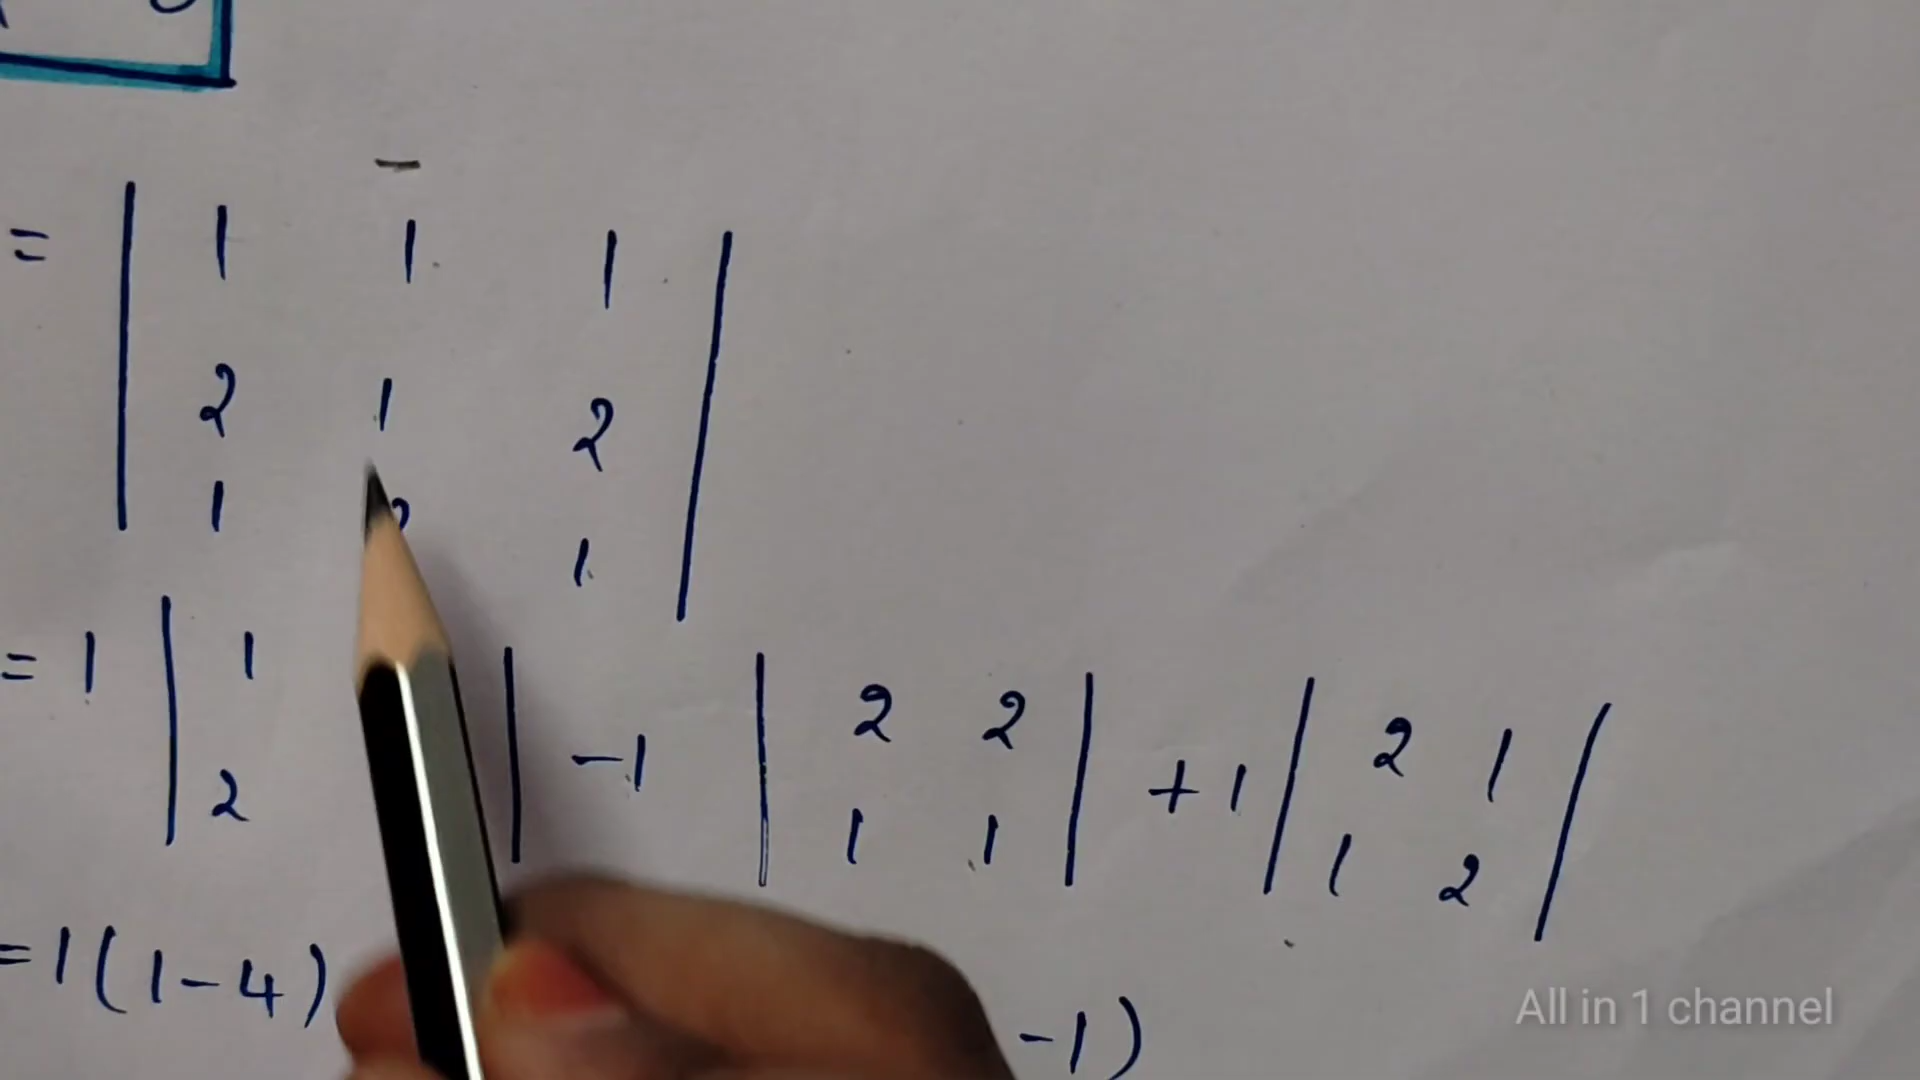 = | 1 1 1 |
| 2 1 2 |
| 1 2 1 |
= 1 | 1 | -1 | 2 2 | + 1 | 2 1 |
| 2 | | 1 1 | | 1 2 |
= 1 ( 1 - 4 ) - 1 )
All in 1 channel